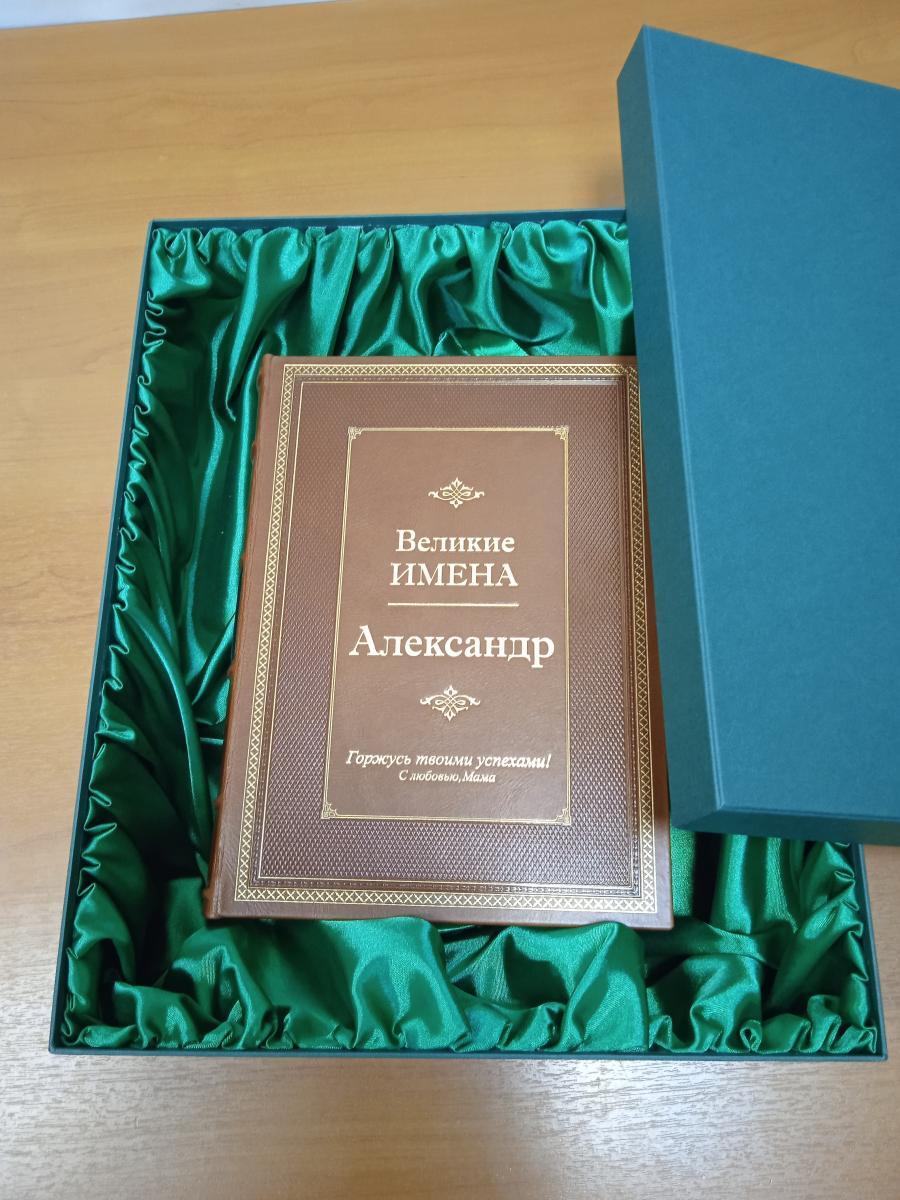 Великие
ИМЕНА
Александр
Горжусь твоими успехами!
С любовью, Мама